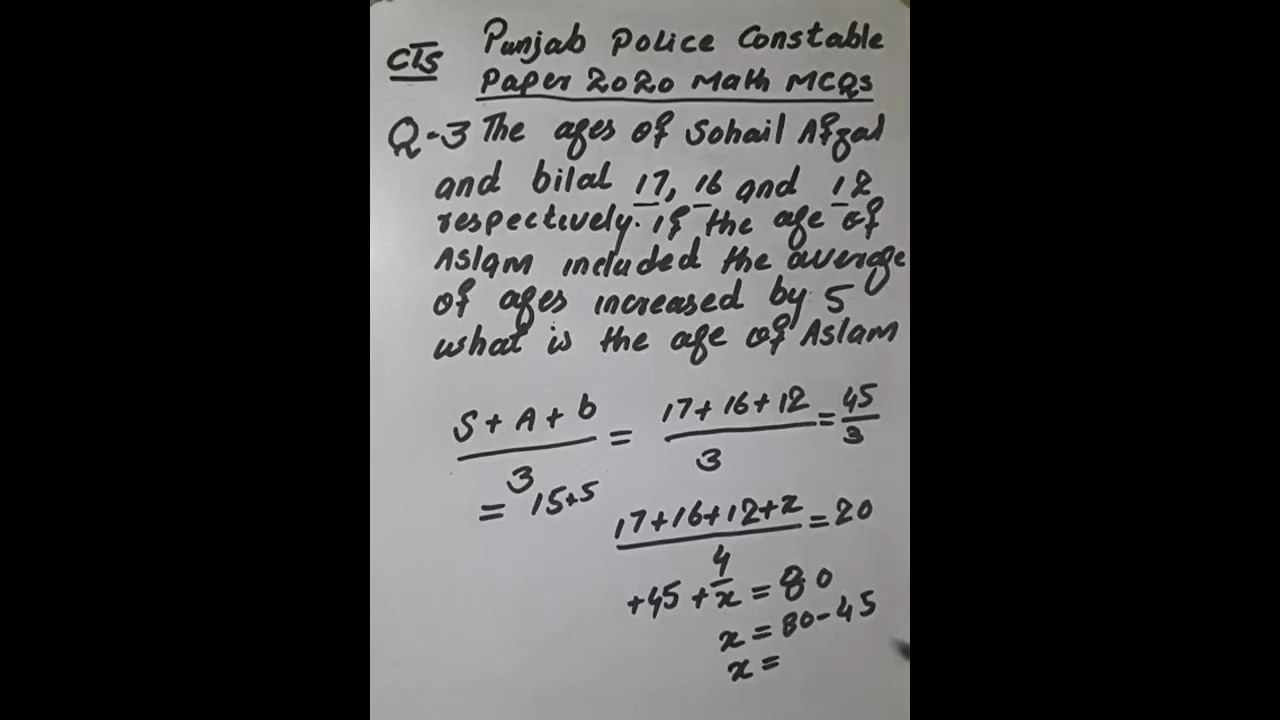 CTS Punjab Police Constable
Paper 2020 Math MCQs
Q-3 The ages of Sohail Afzal
and bilal 17, 16 and 12
respectively. If the age of
Aslam included the average
of ages increased by 5
what is the age of Aslam
S + A + b / 3 = 17 + 16 + 12 / 3 = 45 / 3
= 15+5
17+16+12+x / 4 = 20
+45 + x = 80
x = 80-45
x =